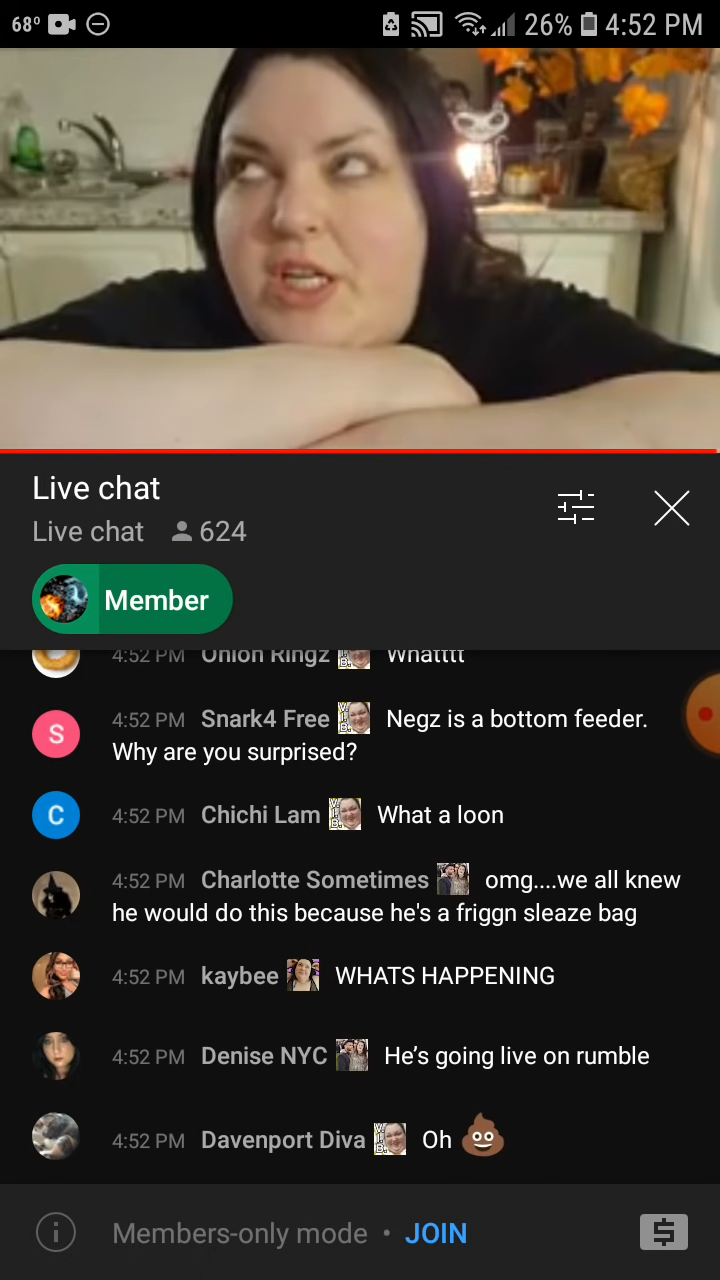 68° 26% 4:52 PM
Live chat
Live chat 624
Member
4:52 PM Onion Ringz Whatttt
S 4:52 PM Snark4 Free Negz is a bottom feeder.
Why are you surprised?
C 4:52 PM Chichi Lam What a loon
4:52 PM Charlotte Sometimes omg....we all knew
he would do this because he's a friggn sleaze bag
4:52 PM kaybee WHATS HAPPENING
4:52 PM Denise NYC He’s going live on rumble
4:52 PM Davenport Diva Oh 💩
Members-only mode • JOIN